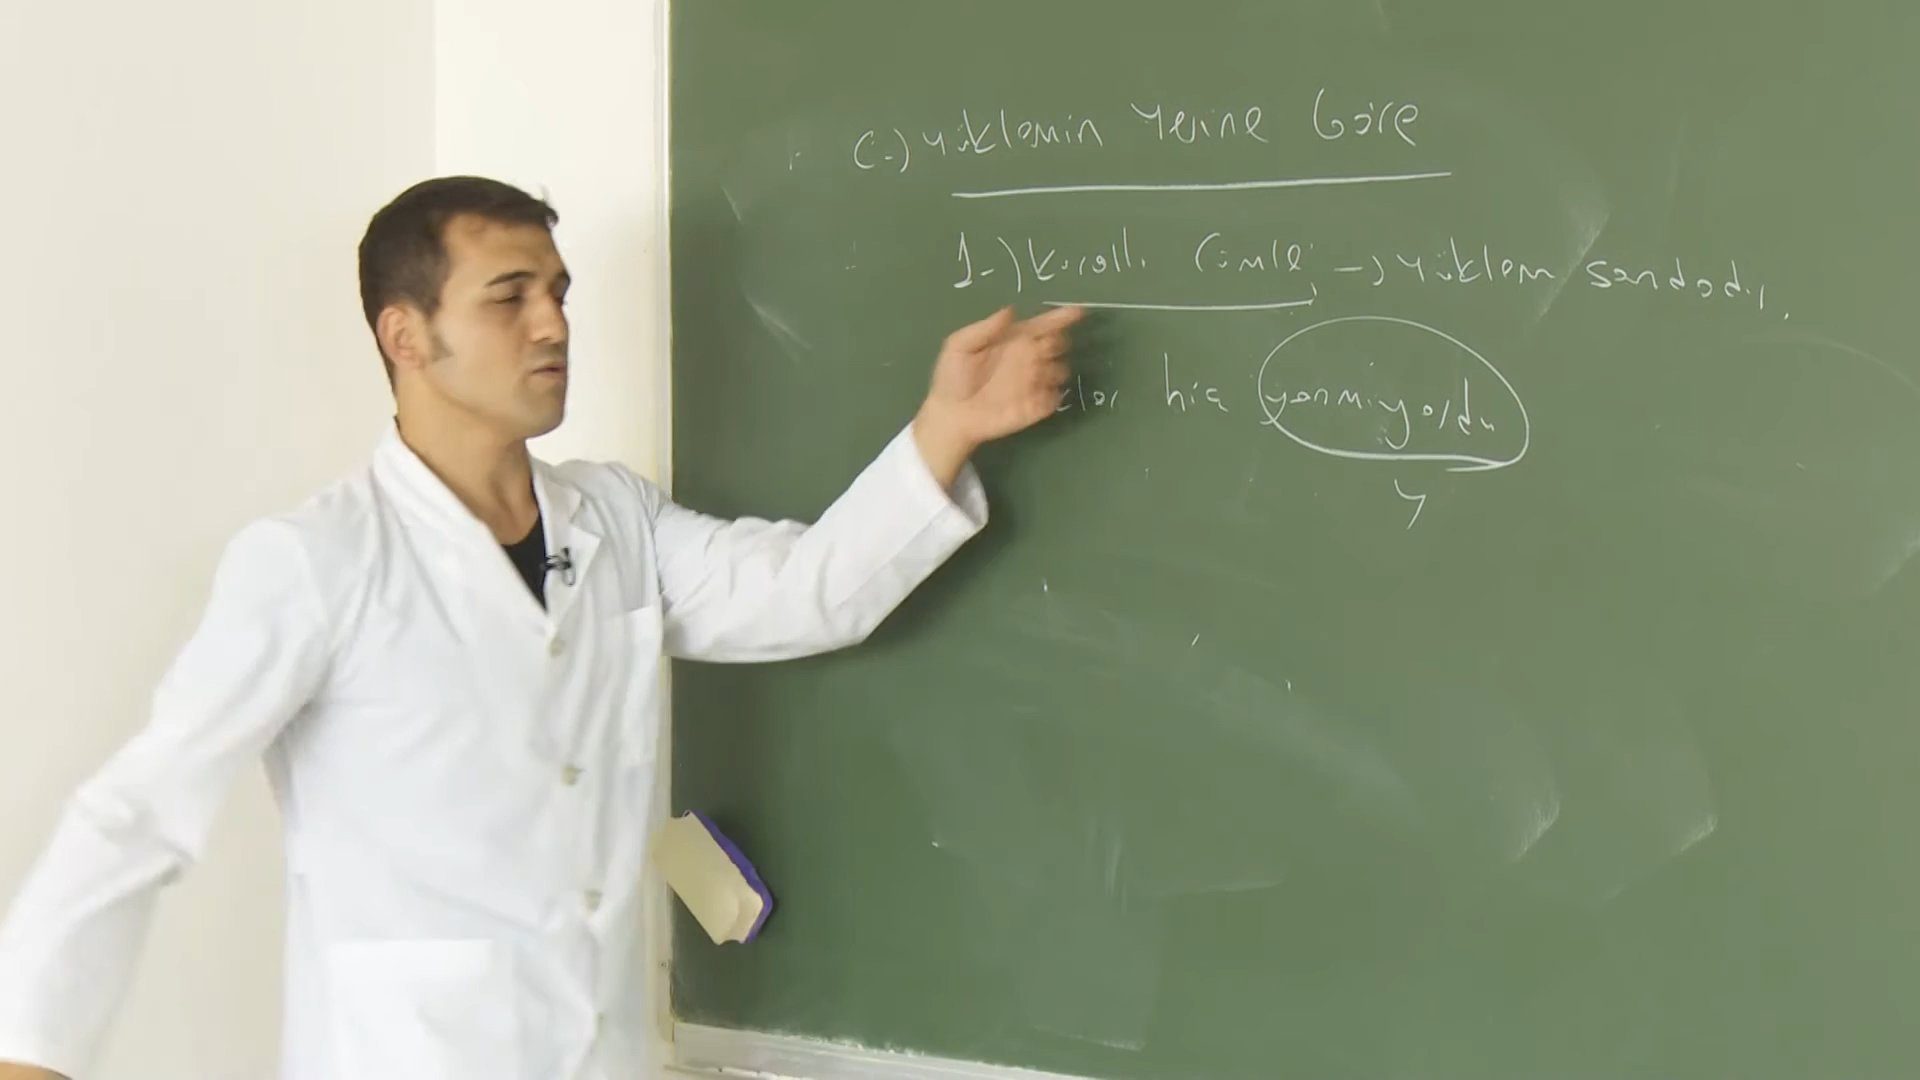 C-) Yüklemin Yerine Göre
1-) Kurallı Cümle; -> Yüklem sondadır.
hiç yanmıyordu
Y